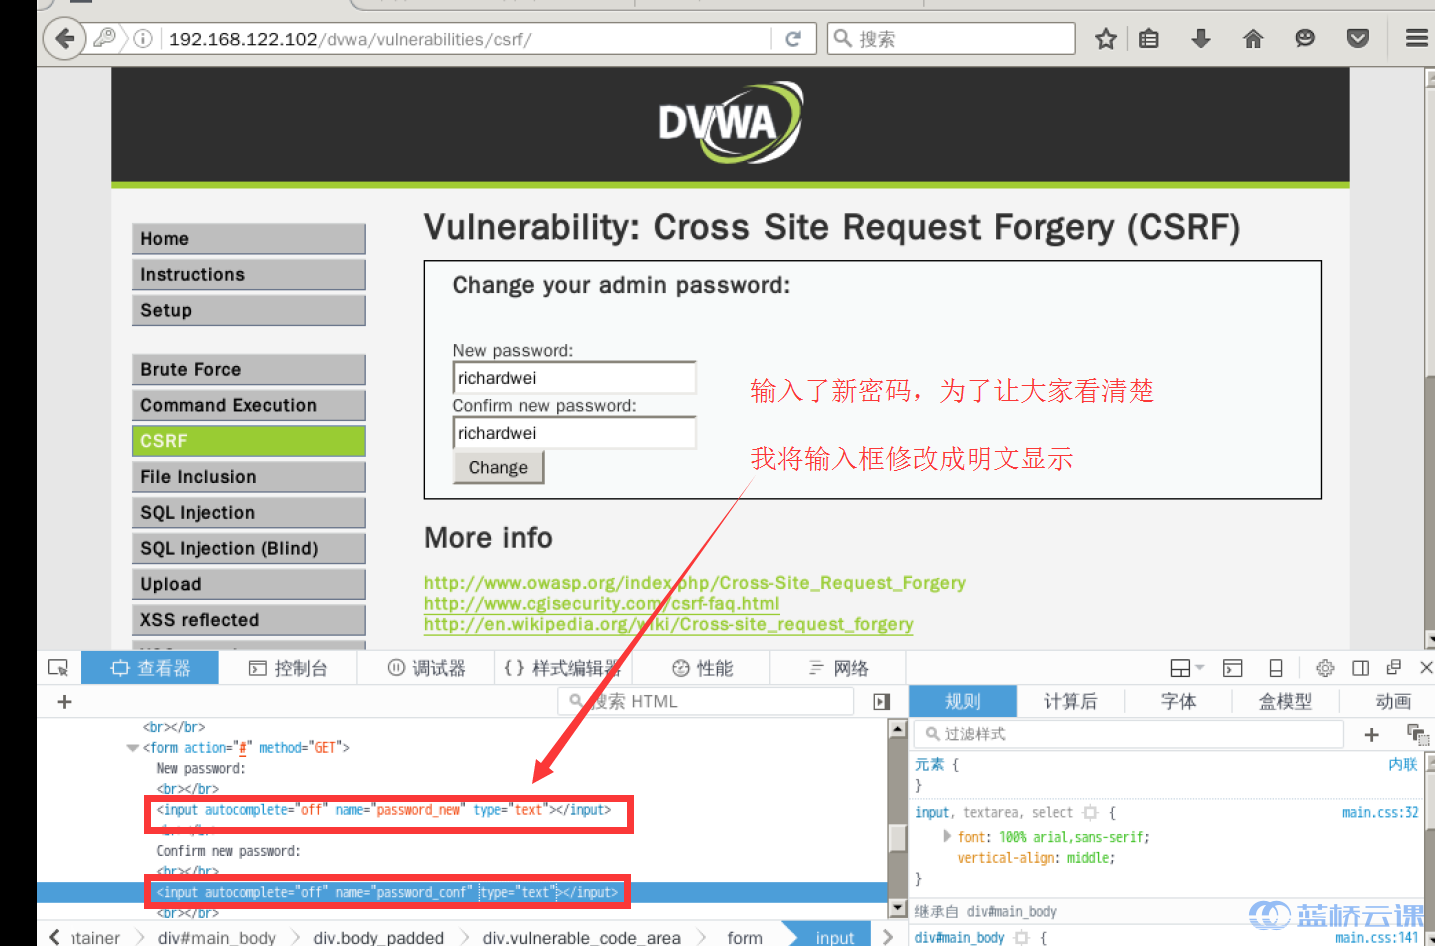 192.168.122.102/dvwa/vulnerabilities/csrf/
搜索
DVWA
Home
Instructions
Setup
Brute Force
Command Execution
CSRF
File Inclusion
SQL Injection
SQL Injection (Blind)
Upload
XSS reflected
Vulnerability: Cross Site Request Forgery (CSRF)
Change your admin password:
New password:
richardwei
Confirm new password:
richardwei
Change
输入了新密码，为了让大家看清楚
我将输入框修改成明文显示
More info
http://www.owasp.org/index.php/Cross-Site_Request_Forgery
http://www.cgisecurity.com/csrf-faq.html
http://en.wikipedia.org/wiki/Cross-site_request_forgery
查看器 控制台 调试器 {} 样式编辑器 性能 网络
搜索 HTML
<br></br>
<form action="#" method="GET">
New password:
<br></br>
<input autocomplete="off" name="password_new" type="text"></input>
Confirm new password:
<br></br>
<input autocomplete="off" name="password_conf" type="text"></input>
<br></br>
ntainer div#main_body div.body_padded div.vulnerable_code_area form input
规则 计算后 字体 盒模型 动画
过滤样式
元素 { 内联
}
input, textarea, select { main.css:32
font: 100% arial,sans-serif;
vertical-align: middle;
}
继承自 div#main_body
div#main_body { main.css:141
蓝桥云课